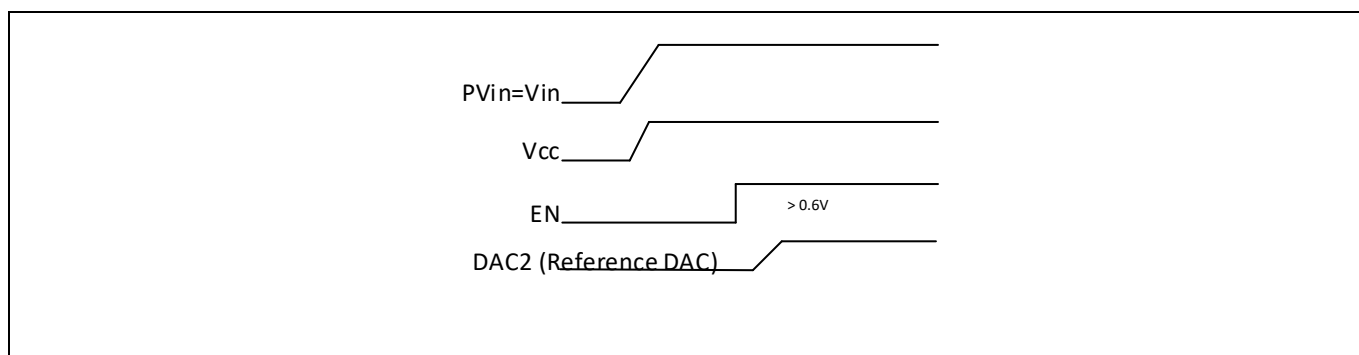 PVin=Vin
Vcc
EN
> 0.6V
DAC2 (Reference DAC)